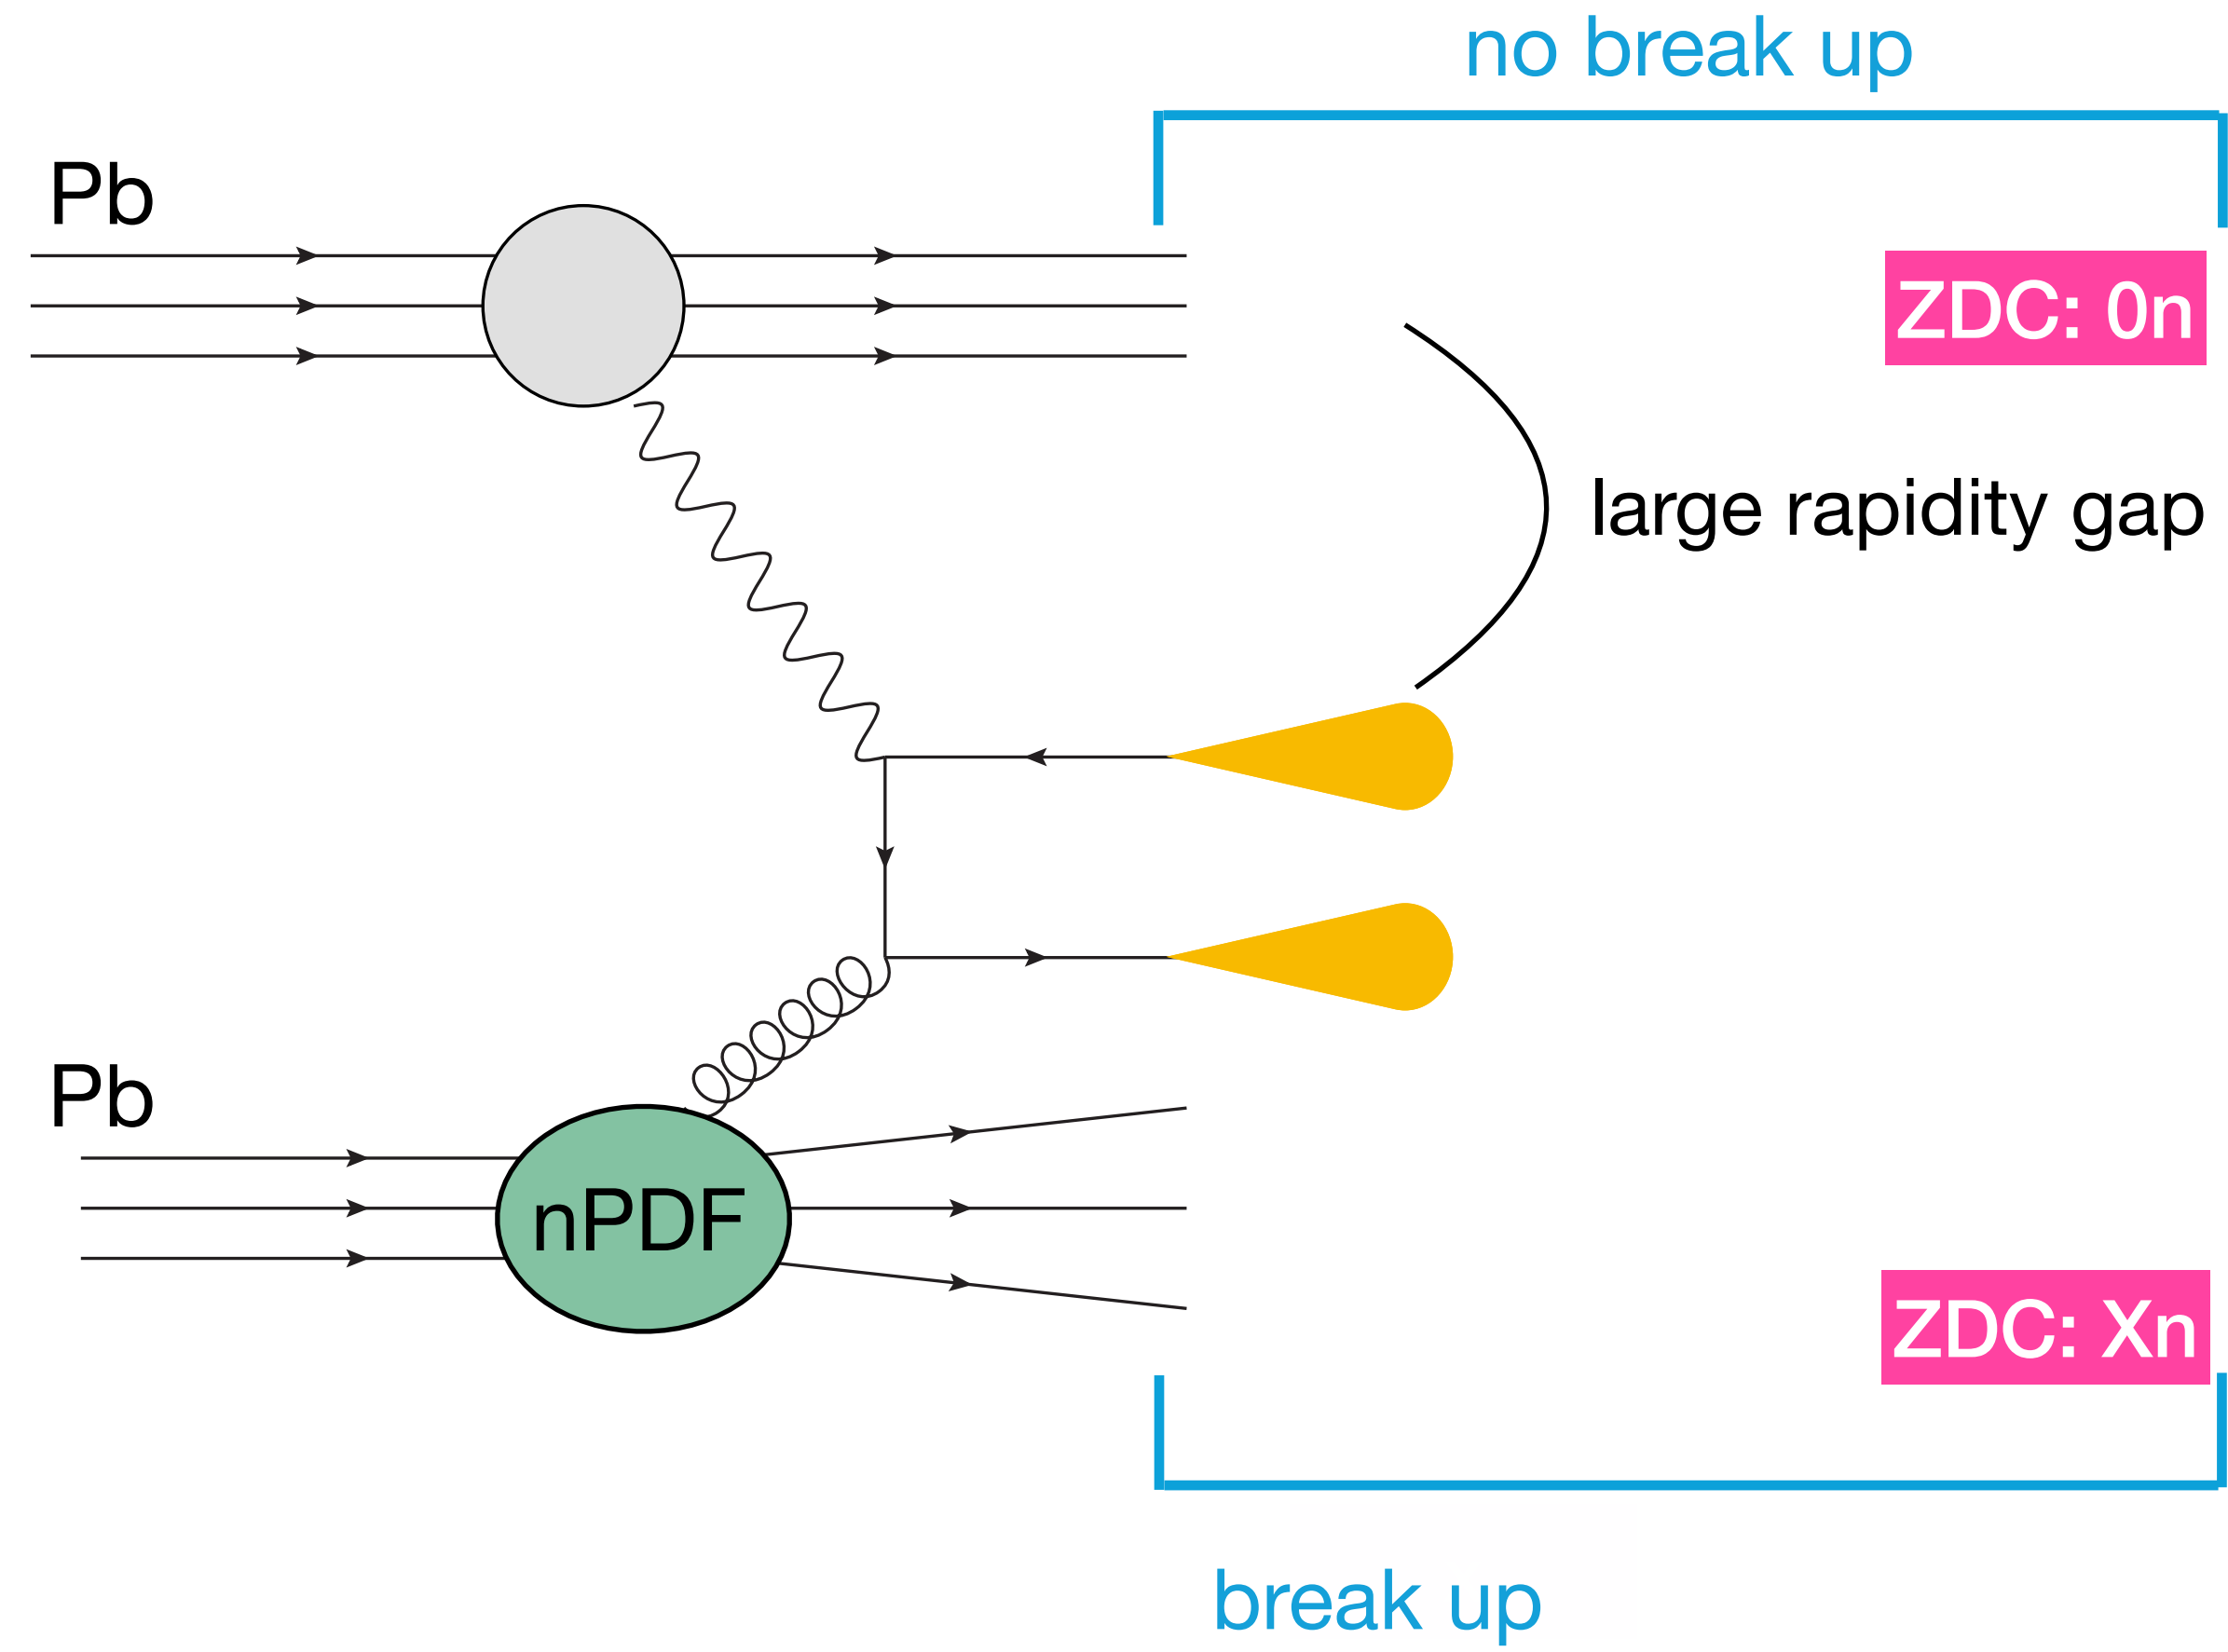 no break up
Pb
ZDC: 0n
large rapidity gap
Pb
nPDF
ZDC: Xn
break up